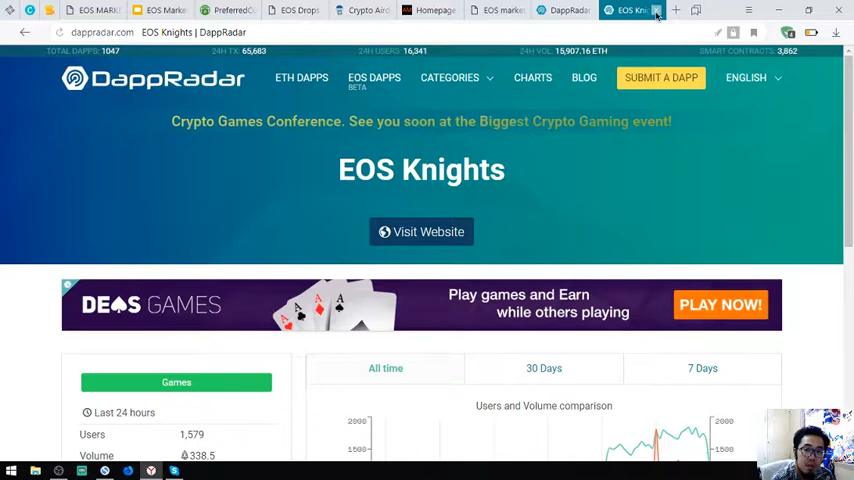 EOS MARKE
EOS Marke
PreferredCu
EOS Drops
Crypto Aird
Homepage
EOS market
DappRadar
EOS Knig
dappradar.com EOS Knights | DappRadar
TOTAL DAPPS: 1047 24H TX: 65,683 24H USERS: 16,341 24H VOL: 15,907.16 ETH SMART CONTRACTS: 3,862
DappRadar ETH DAPPS EOS DAPPS CATEGORIES CHARTS BLOG SUBMIT A DAPP ENGLISH
BETA
Crypto Games Conference. See you soon at the Biggest Crypto Gaming event!
EOS Knights
Visit Website
DEOS GAMES
Play games and Earn
while others playing
PLAY NOW!
Games
Last 24 hours
Users 1,579
Volume 338.5
All time 30 Days 7 Days
Users and Volume comparison
2000 2000
1500 1500